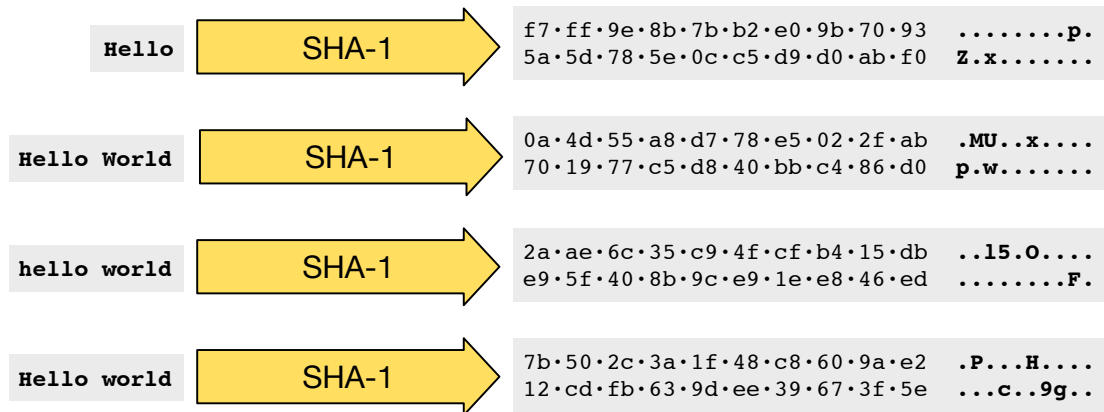 Hello SHA-1 f7·ff·9e·8b·7b·b2·e0·9b·70·93 ........p.
5a·5d·78·5e·0c·c5·d9·d0·ab·f0 Z.x.......
Hello World SHA-1 0a·4d·55·a8·d7·78·e5·02·2f·ab .MU..x....
70·19·77·c5·d8·40·bb·c4·86·d0 p.w.......
hello world SHA-1 2a·ae·6c·35·c9·4f·cf·b4·15·db ..l5.O....
e9·5f·40·8b·9c·e9·1e·e8·46·ed ........F.
Hello world SHA-1 7b·50·2c·3a·1f·48·c8·60·9a·e2 .P...H....
12·cd·fb·63·9d·ee·39·67·3f·5e ...c..9g..